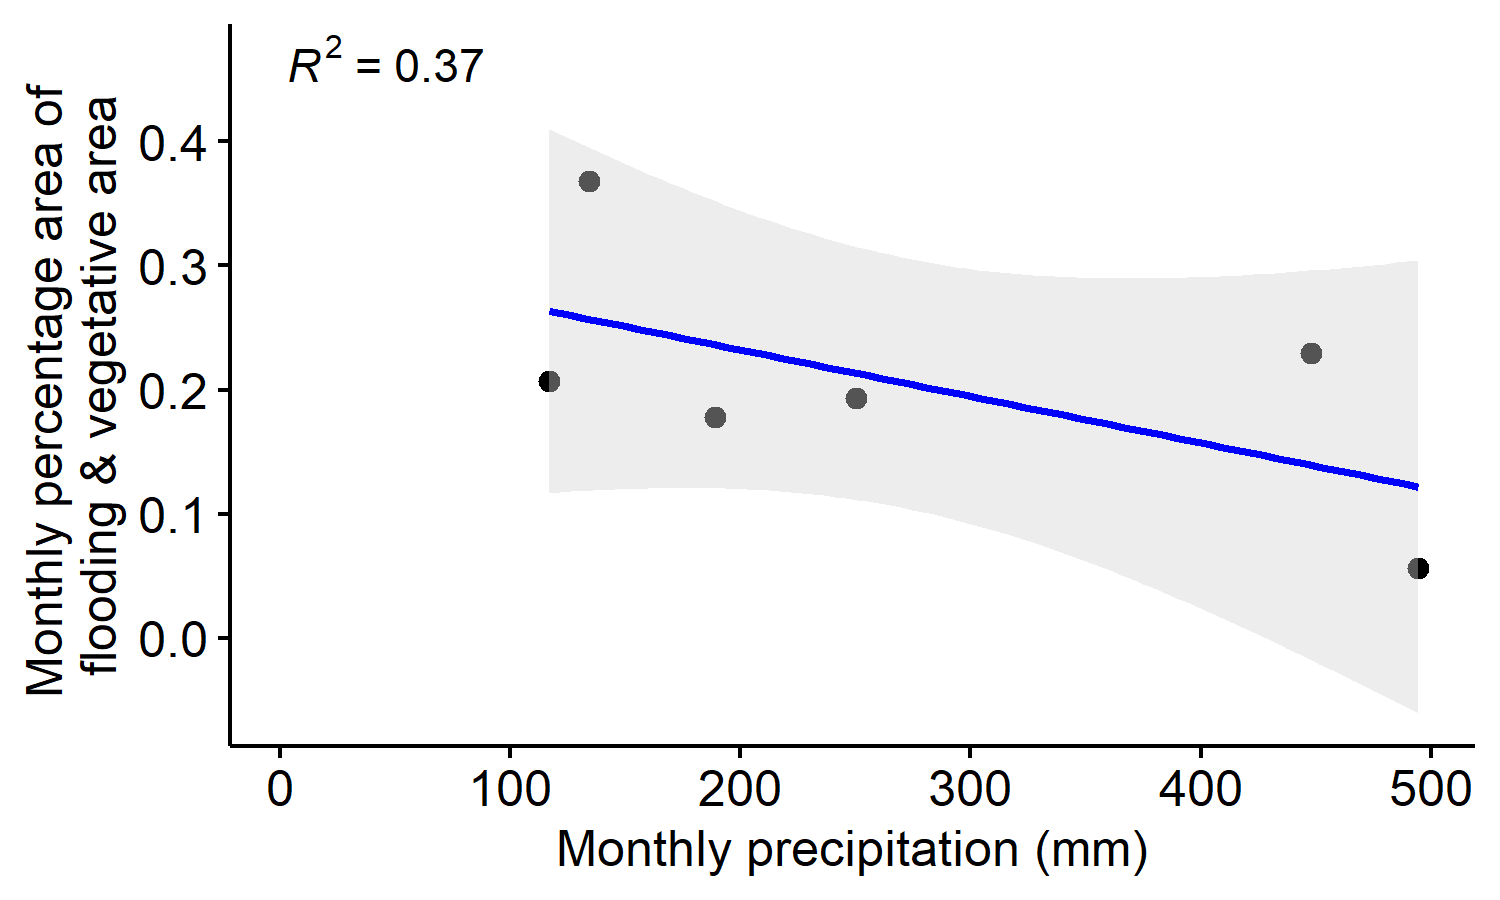 R² = 0.37
Monthly percentage area of
flooding & vegetative area
0.4
0.3
0.2
0.1
0.0
0 100 200 300 400 500
Monthly precipitation (mm)